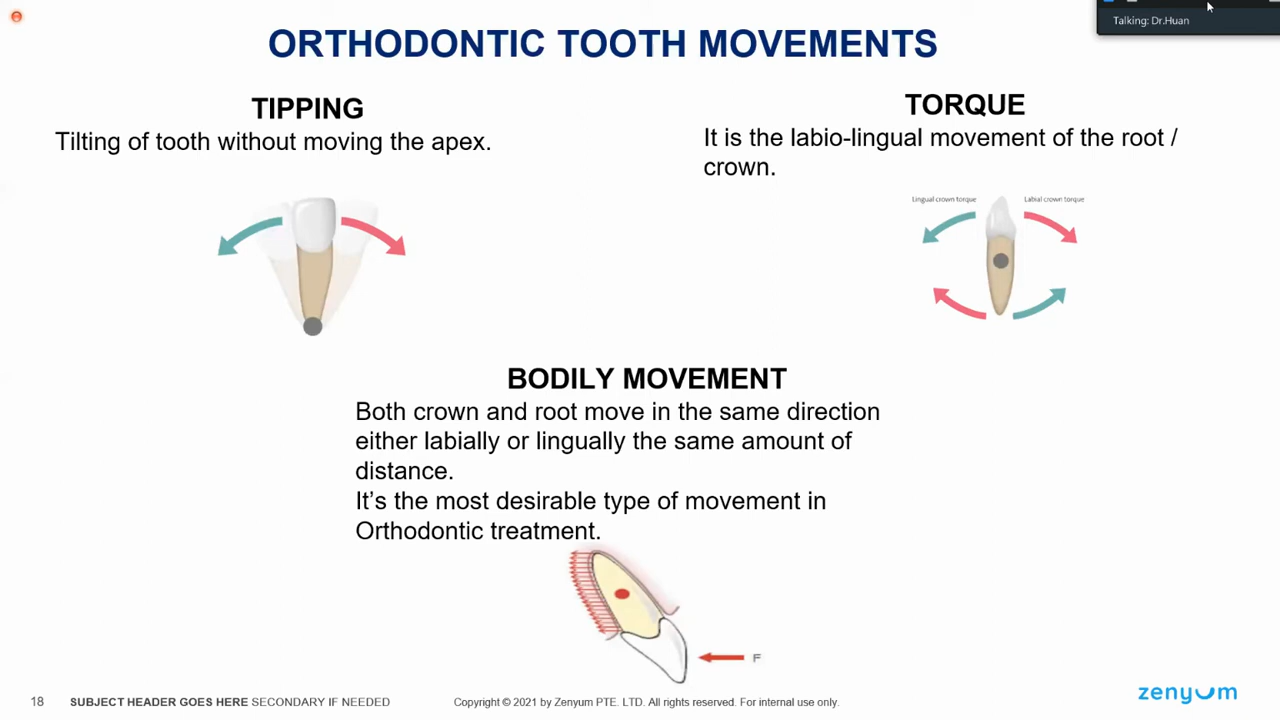 Talking: Dr.Huan
ORTHODONTIC TOOTH MOVEMENTS
TIPPING
Tilting of tooth without moving the apex.
TORQUE
It is the labio-lingual movement of the root /
crown.
Lingual crown torque
Labial crown torque
BODILY MOVEMENT
Both crown and root move in the same direction
either labially or lingually the same amount of
distance.
It’s the most desirable type of movement in
Orthodontic treatment.
F
18 SUBJECT HEADER GOES HERE SECONDARY IF NEEDED
Copyright © 2021 by Zenyum PTE. LTD. All rights reserved. For internal use only.
zenyum